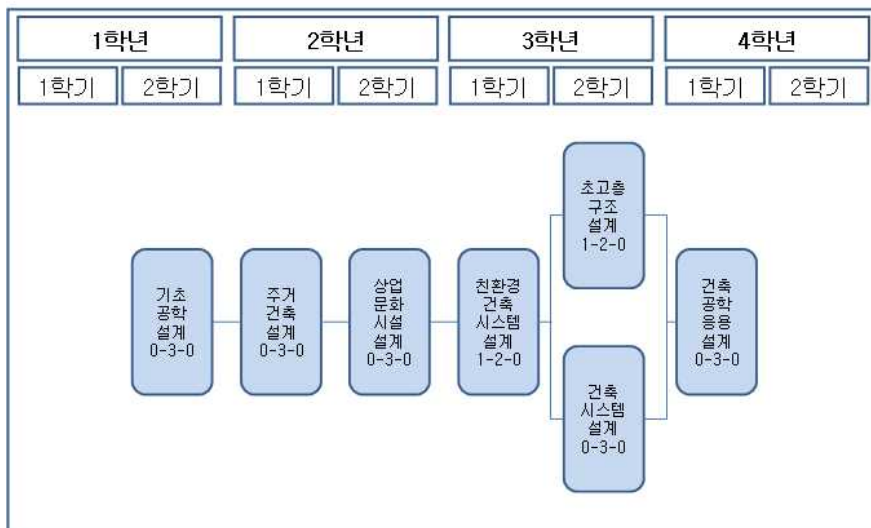 1학년 2학년 3학년 4학년
1학기 2학기 1학기 2학기 1학기 2학기 1학기 2학기
초고층
구조
설계
1-2-0
기초
공학
설계
0-3-0
주거
건축
설계
0-3-0
상업
문화
시설
설계
0-3-0
친환경
건축
시스템
설계
1-2-0
건축
공학
응용
설계
0-3-0
건축
시스템
설계
0-3-0